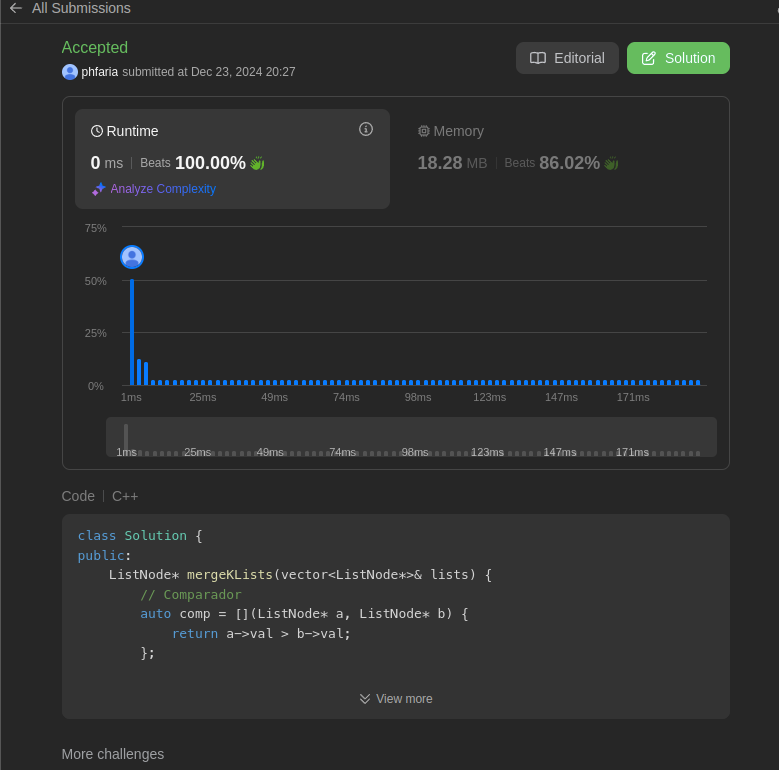 All Submissions
Accepted
phfaria submitted at Dec 23, 2024 20:27
Editorial
Solution
Runtime
0 ms | Beats 100.00%
Analyze Complexity
Memory
18.28 MB | Beats 86.02%
75%
50%
25%
0%
1ms 25ms 49ms 74ms 98ms 123ms 147ms 171ms
1ms 25ms 49ms 74ms 98ms 123ms 147ms 171ms
Code | C++
class Solution {
public:
    ListNode* mergeKLists(vector<ListNode*>& lists) {
        // Comparador
        auto comp = [](ListNode* a, ListNode* b) {
            return a->val > b->val;
        };
View more
More challenges